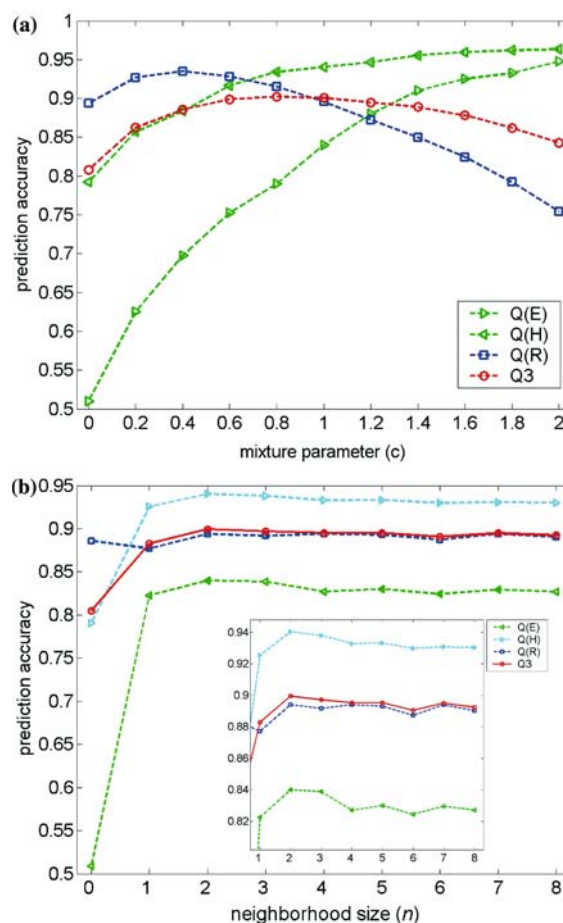 (a)
1
0.95
0.9
0.85
0.8
0.75
0.7
0.65
0.6
0.55
0.5
prediction accuracy
Q(E)
Q(H)
Q(R)
Q3
0 0.2 0.4 0.6 0.8 1 1.2 1.4 1.6 1.8 2
mixture parameter (c)
(b)
0.95
0.9
0.85
0.8
0.75
0.7
0.65
0.6
0.55
0.5
prediction accuracy
Q(E)
Q(H)
Q(R)
Q3
0.94
0.92
0.9
0.88
0.86
0.84
0.82
1 2 3 4 5 6 7 8
0 1 2 3 4 5 6 7 8
neighborhood size (n)